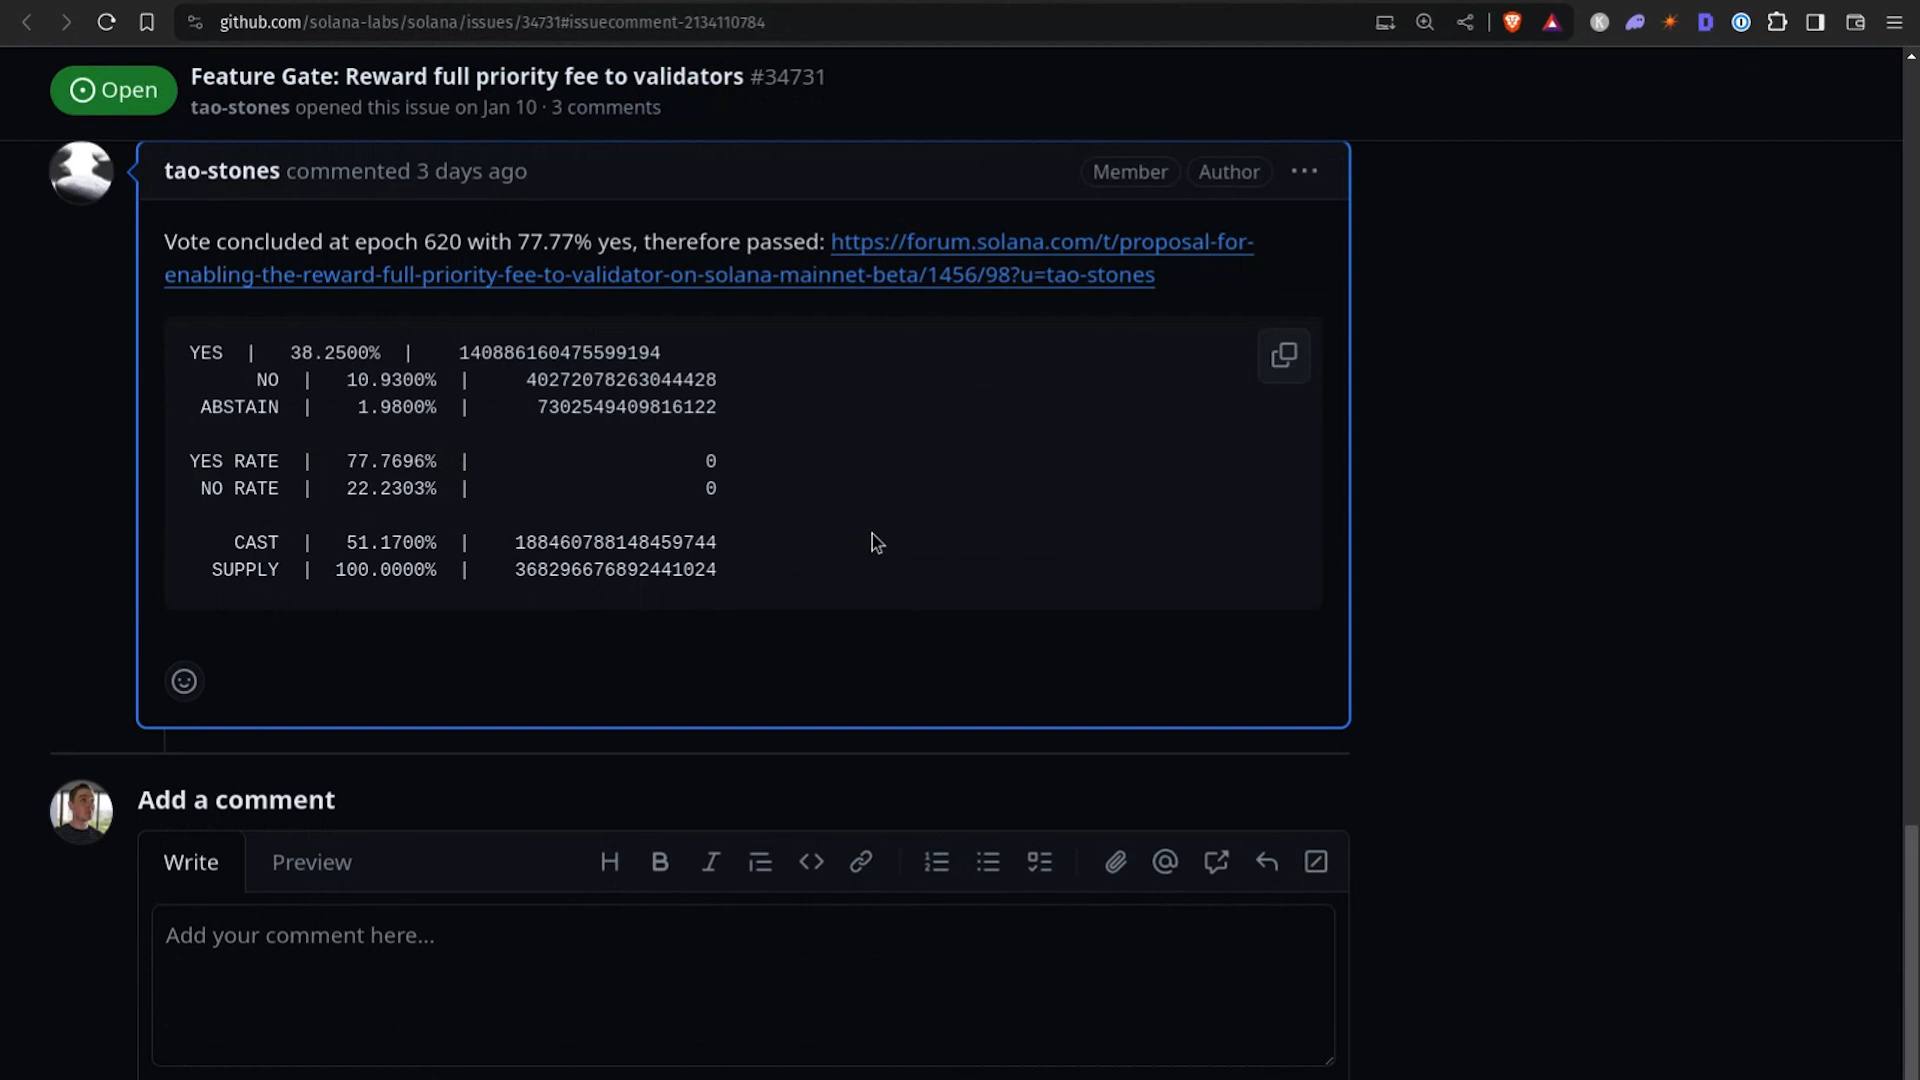 github.com/solana-labs/solana/issues/34731#issuecomment-2134110784
Open
Feature Gate: Reward full priority fee to validators #34731
tao-stones opened this issue on Jan 10 · 3 comments
tao-stones commented 3 days ago
Member
Author
Vote concluded at epoch 620 with 77.77% yes, therefore passed: https://forum.solana.com/t/proposal-for-
enabling-the-reward-full-priority-fee-to-validator-on-solana-mainnet-beta/1456/98?u=tao-stones
YES | 38.2500% | 140886160475599194
NO | 10.9300% | 40272078263044428
ABSTAIN | 1.9800% | 7302549409816122
YES RATE | 77.7696% | 0
NO RATE | 22.2303% | 0
CAST | 51.1700% | 188460788148459744
SUPPLY | 100.0000% | 368296676892441024
Add a comment
Write
Preview
Add your comment here...